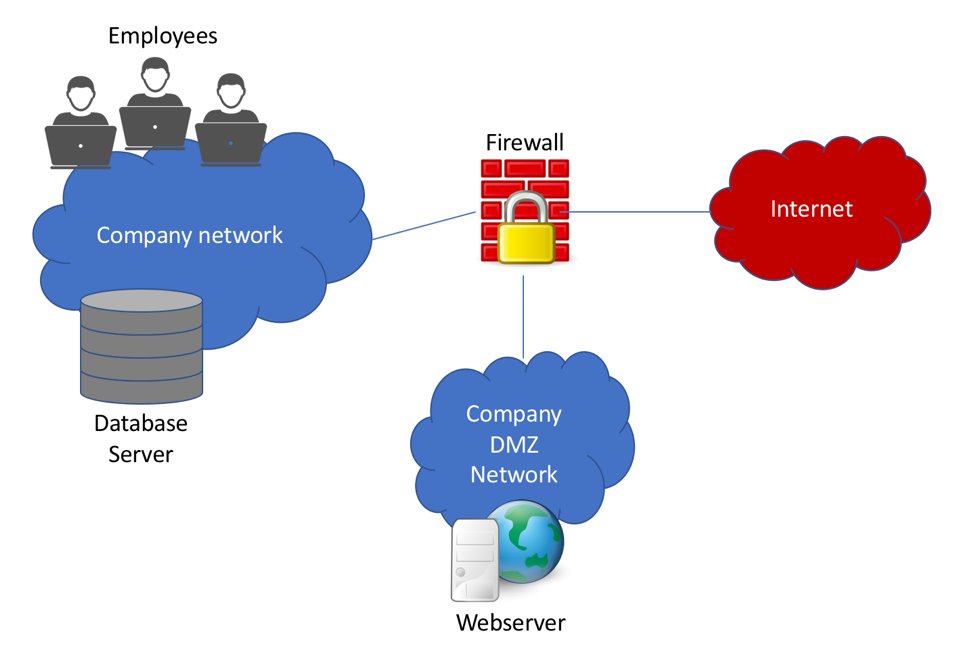 Employees
Firewall
Internet
Company network
Company
DMZ
Network
Database
Server
Webserver